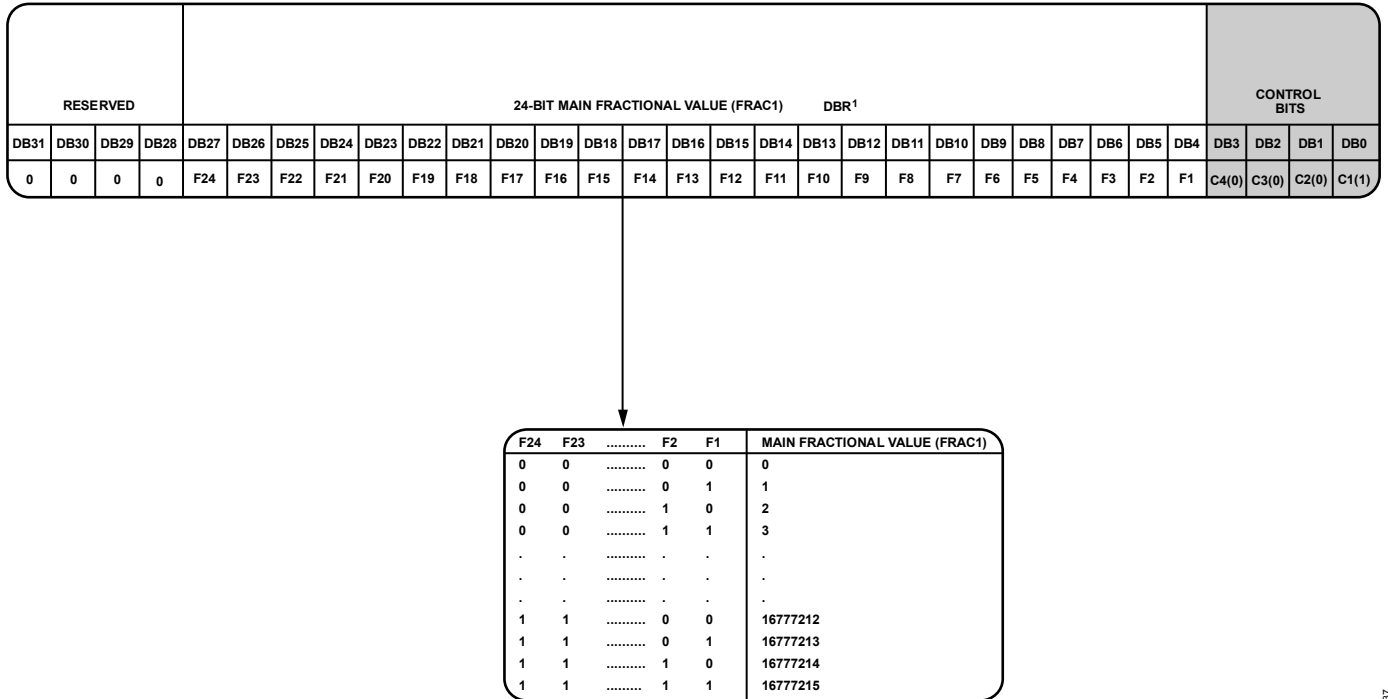 RESERVED 24-BIT MAIN FRACTIONAL VALUE (FRAC1) DBR1 CONTROL
BITS
DB31 DB30 DB29 DB28 DB27 DB26 DB25 DB24 DB23 DB22 DB21 DB20 DB19 DB18 DB17 DB16 DB15 DB14 DB13 DB12 DB11 DB10 DB9 DB8 DB7 DB6 DB5 DB4 DB3 DB2 DB1 DB0
0 0 0 0 F24 F23 F22 F21 F20 F19 F18 F17 F16 F15 F14 F13 F12 F11 F10 F9 F8 F7 F6 F5 F4 F3 F2 F1 C4(0) C3(0) C2(0) C1(1)
F24 F23 .......... F2 F1 MAIN FRACTIONAL VALUE (FRAC1)
0 0 .......... 0 0 0
0 0 .......... 0 1 1
0 0 .......... 1 0 2
0 0 .......... 1 1 3
. . .......... . . .
. . .......... . . .
. . .......... . . .
1 1 .......... 0 0 16777212
1 1 .......... 0 1 16777213
1 1 .......... 1 0 16777214
1 1 ......... 1 1 16777215